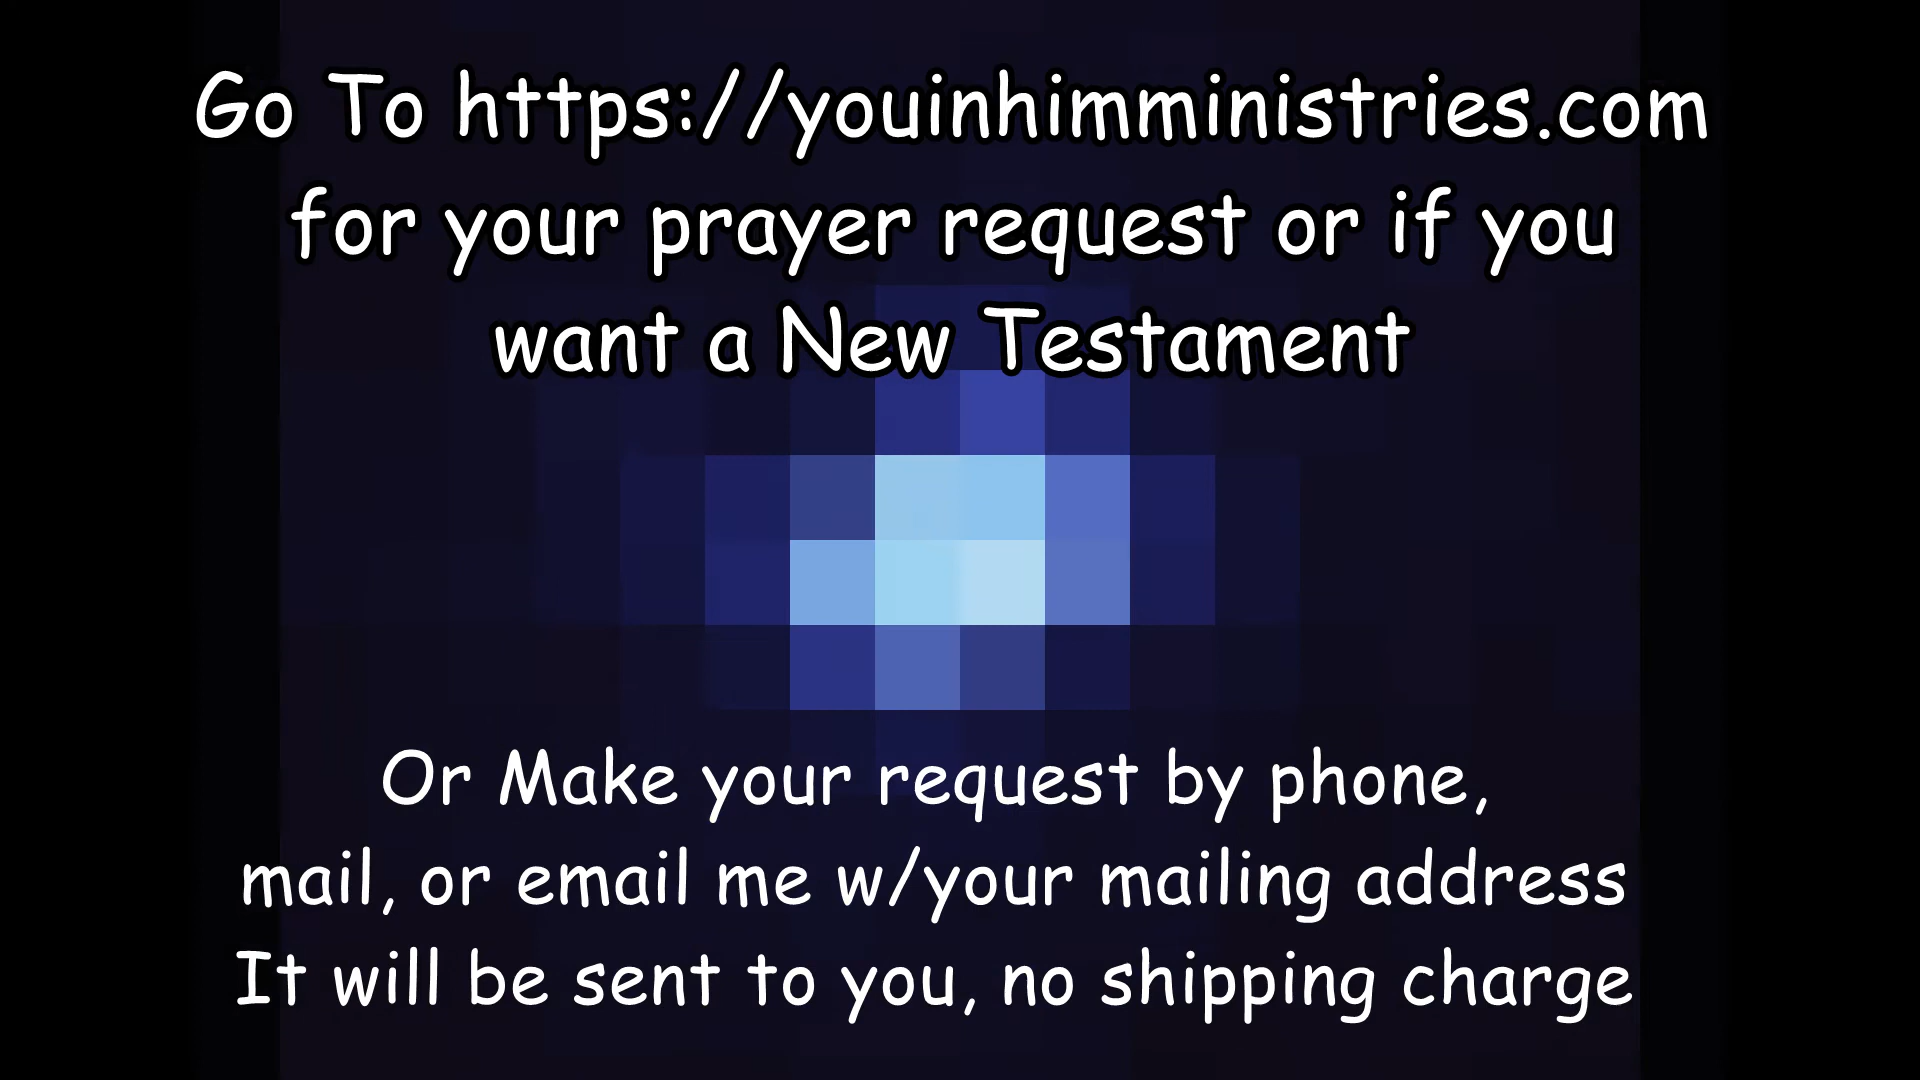 Go To https://youinhimministries.com
for your prayer request or if you
want a New Testament
Or Make your request by phone,
mail, or email me w/your mailing address
It will be sent to you, no shipping charge